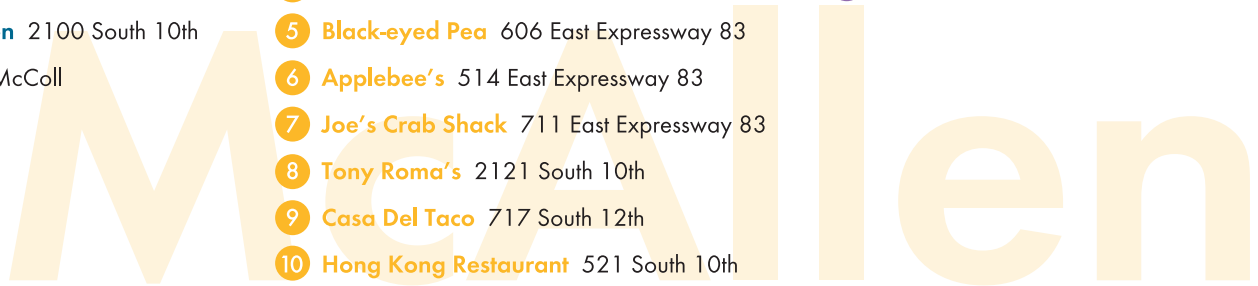 n 2100 South 10th
McColl
5 Black-eyed Pea 606 East Expressway 83
6 Applebee's 514 East Expressway 83
7 Joe's Crab Shack 711 East Expressway 83
8 Tony Roma's 2121 South 10th
9 Casa Del Taco 717 South 12th
10 Hong Kong Restaurant 521 South 10th
McAllen